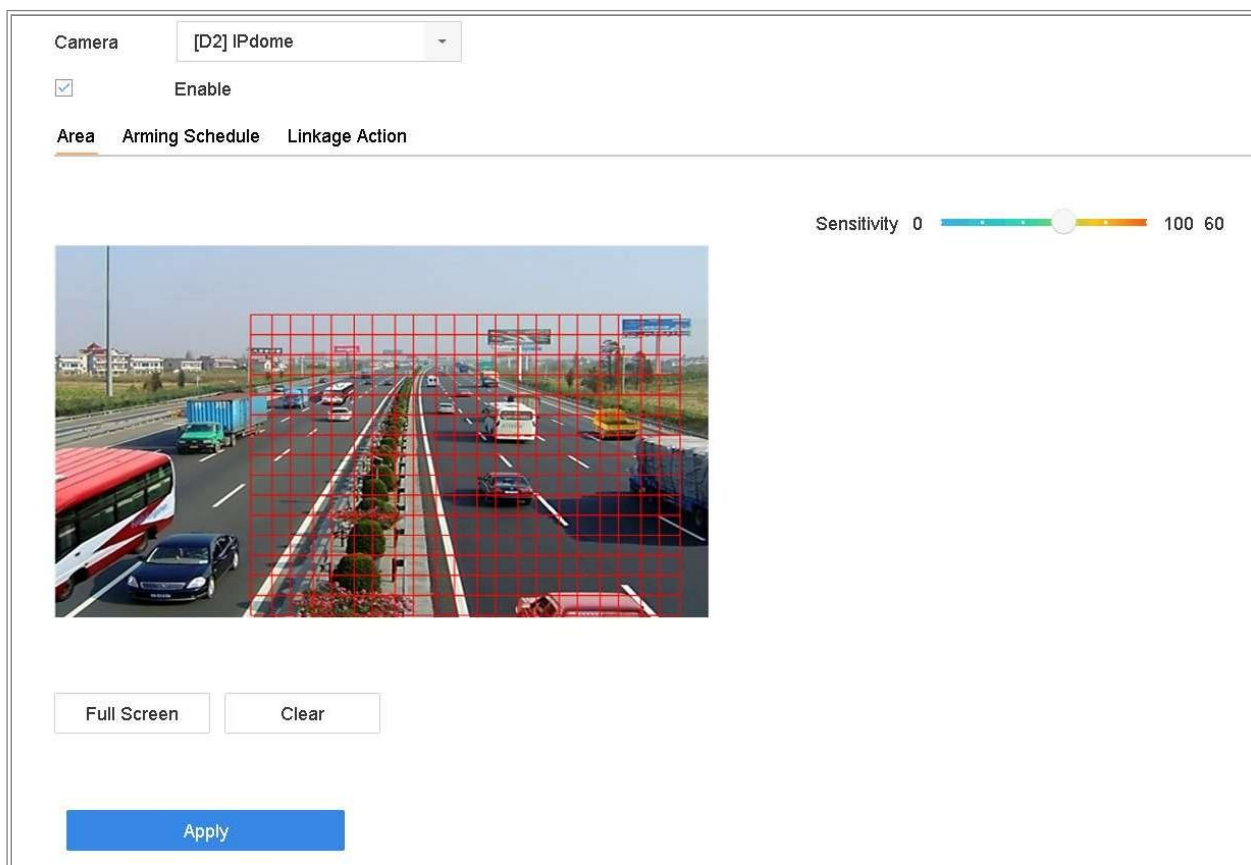 Camera [D2] IPdome
Enable
Area Arming Schedule Linkage Action
Sensitivity 0 100 60
Full Screen Clear
Apply